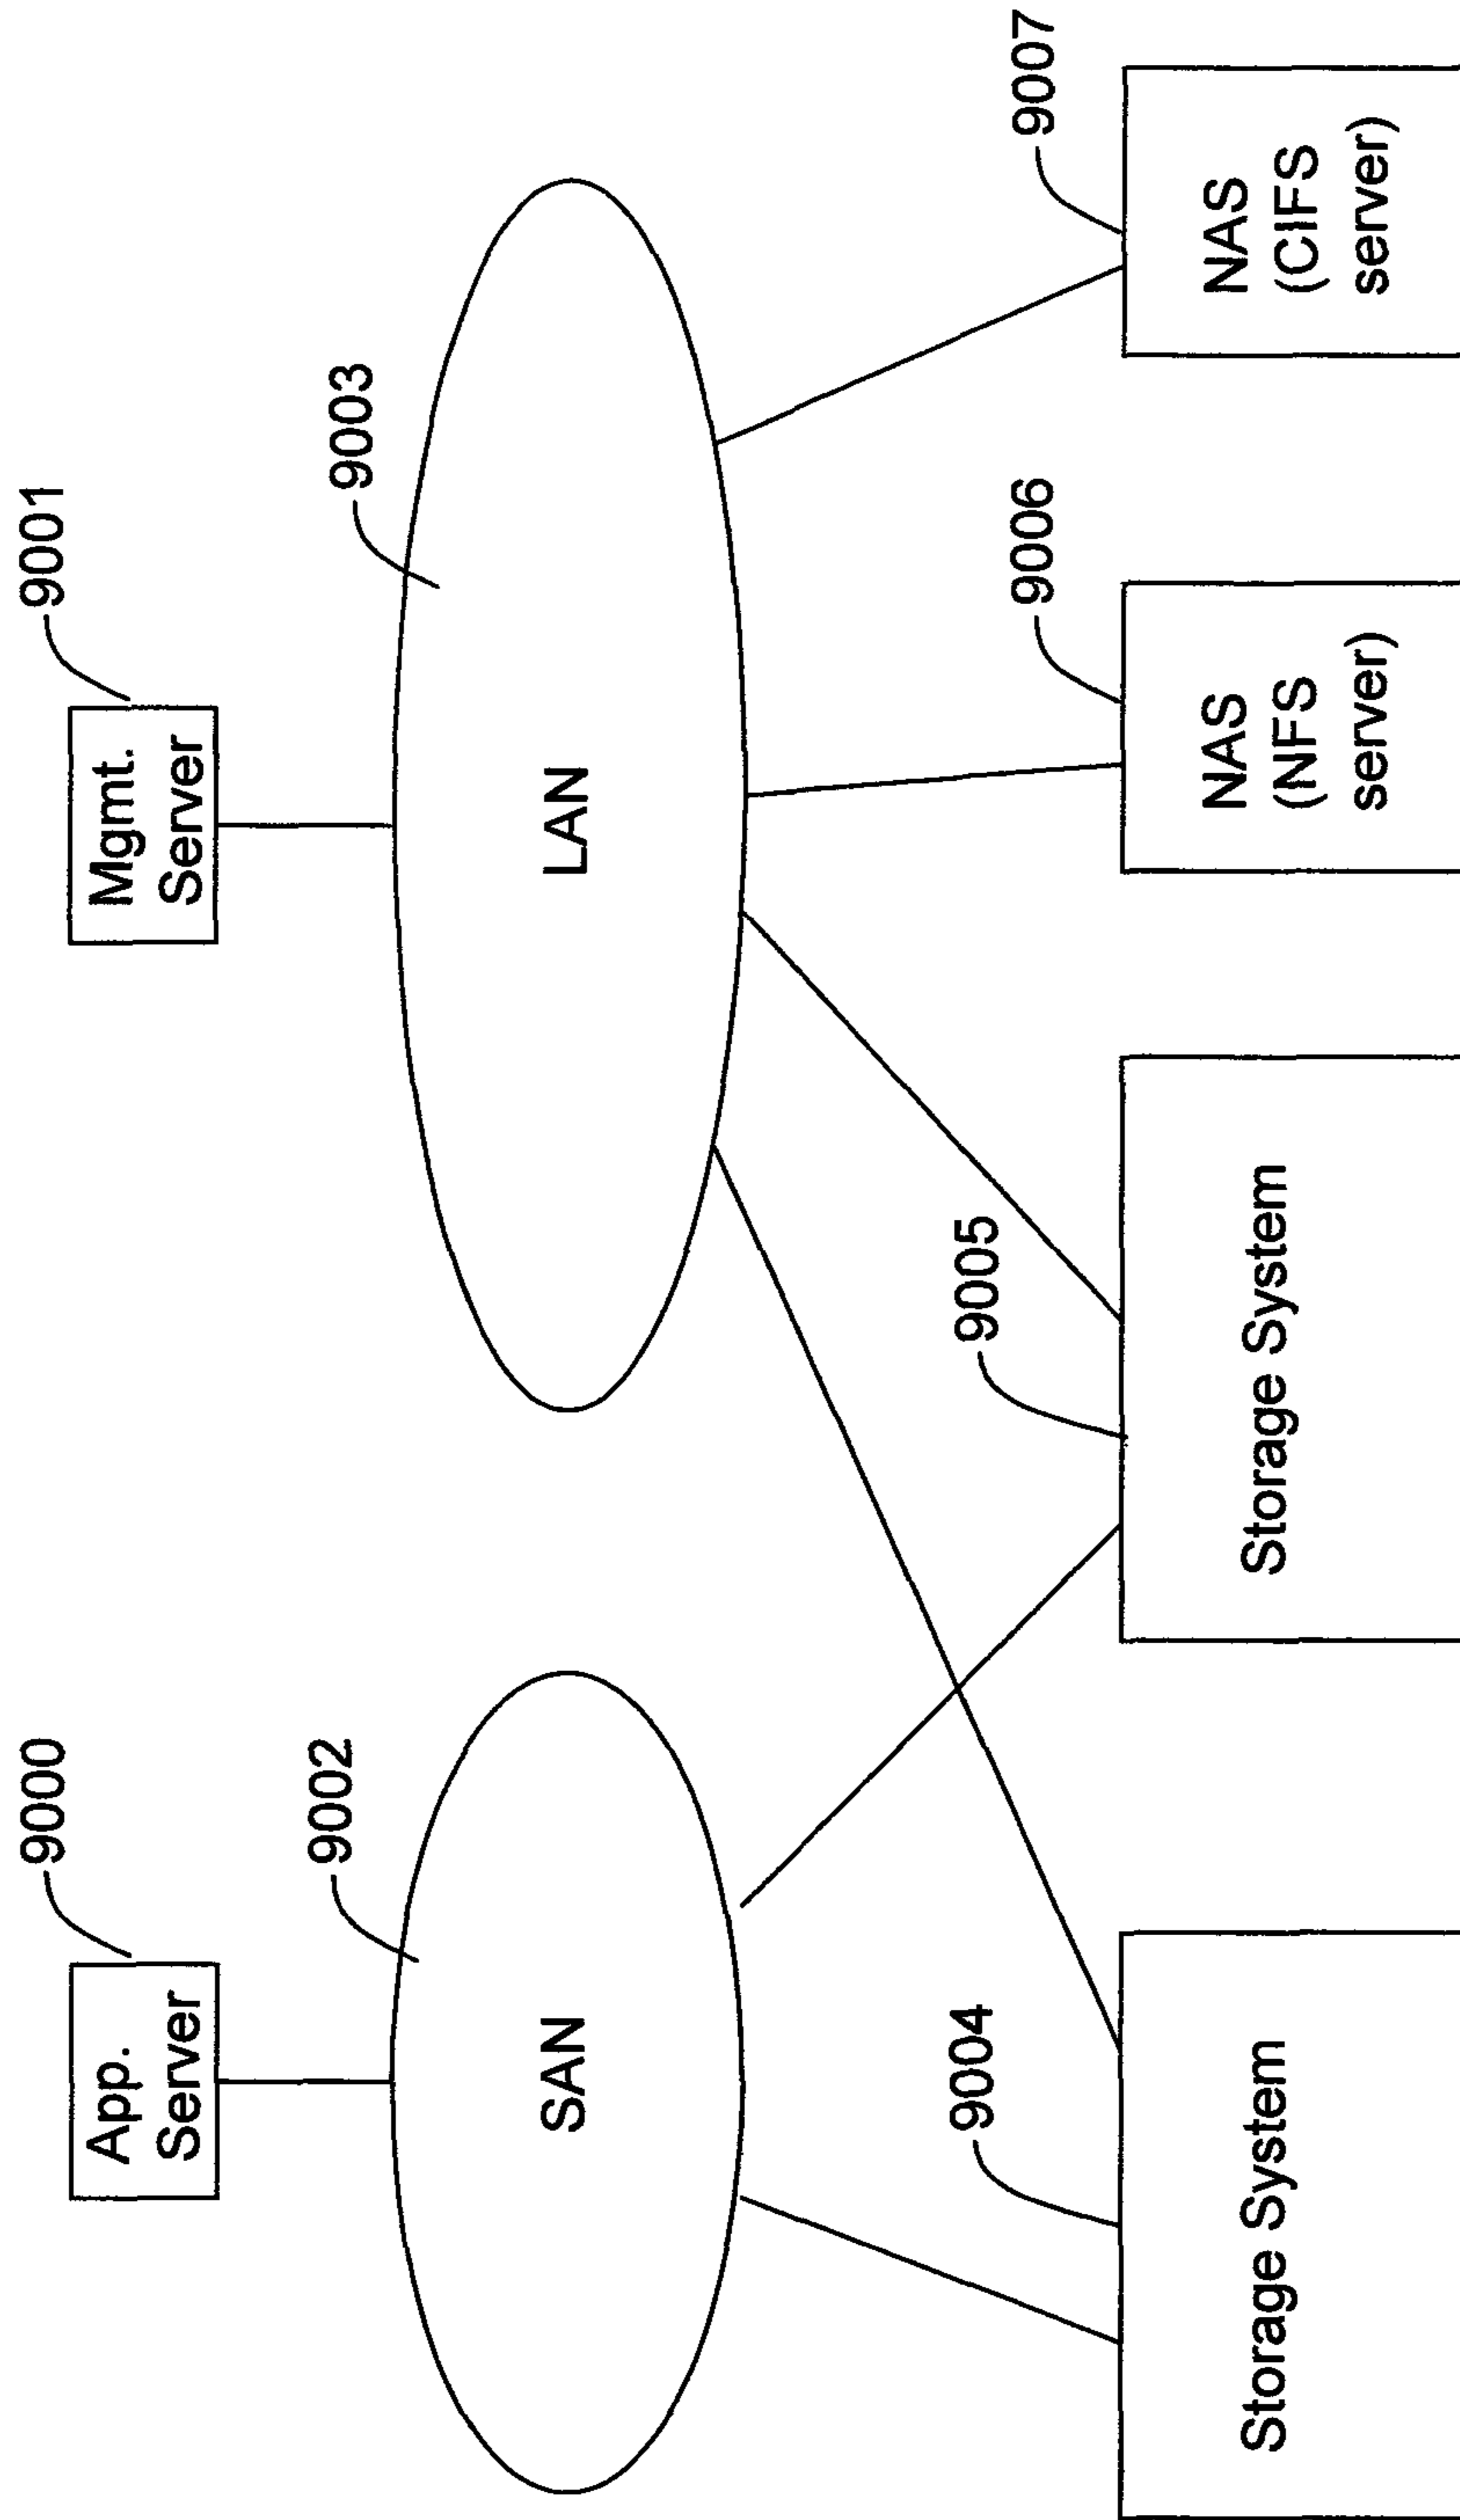 9000
9001
App.
Server
Mgmt.
Server
9002
9003
SAN
LAN
9004
9005
9006
9007
Storage System
Storage System
NAS
(NFS
server)
NAS
(CIFS
server)